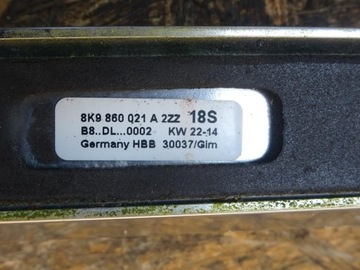 8K9 860 021 A 2ZZ 18S
B8..DL...0002 KW 22-14
Germany HBB 30037/Gim